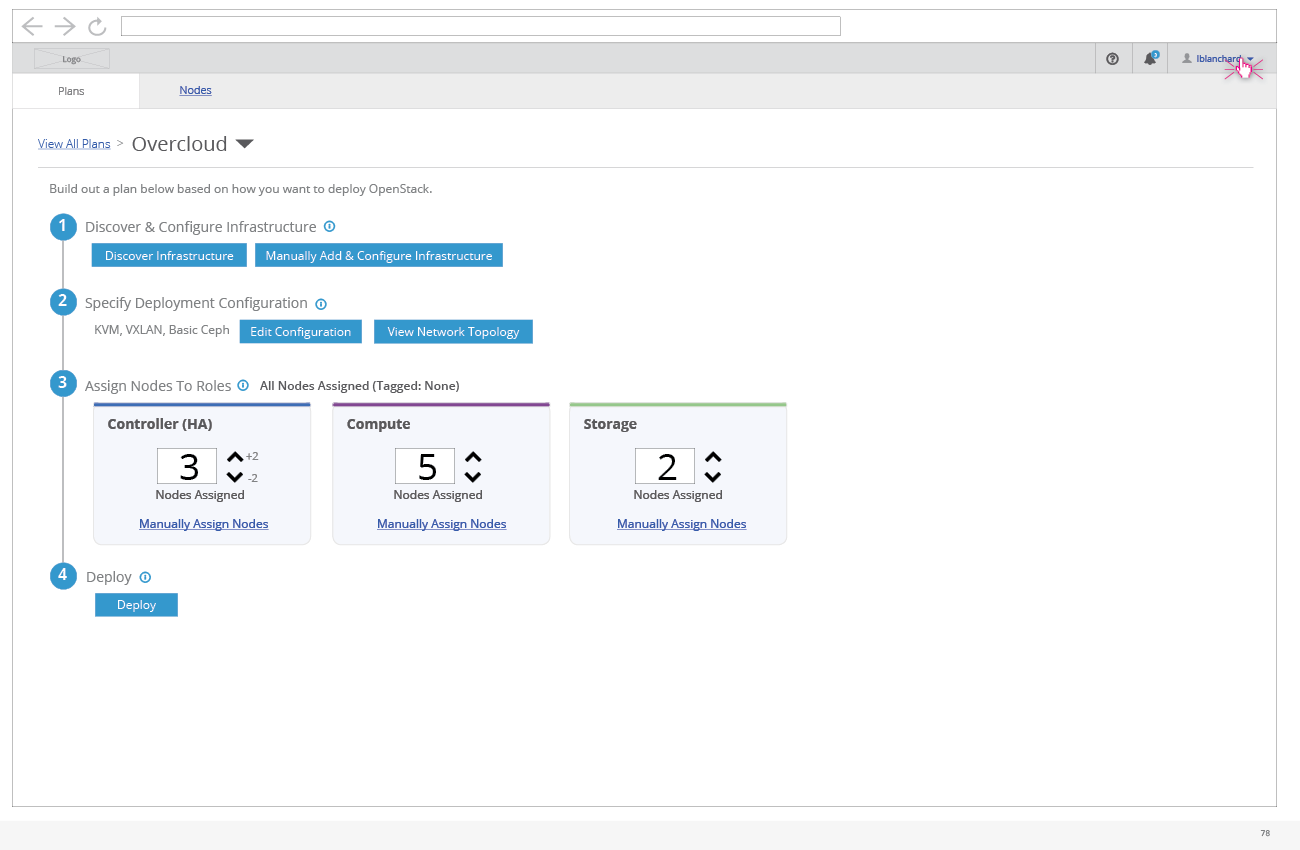 Logo
3
lblanchard
Plans
Nodes
View All Plans > Overcloud
Build out a plan below based on how you want to deploy OpenStack.
1 Discover & Configure Infrastructure
Discover Infrastructure
Manually Add & Configure Infrastructure
2 Specify Deployment Configuration
KVM, VXLAN, Basic Ceph
Edit Configuration
View Network Topology
3 Assign Nodes To Roles
All Nodes Assigned (Tagged: None)
Controller (HA)
3
+2
-2
Nodes Assigned
Manually Assign Nodes
Compute
5
Nodes Assigned
Manually Assign Nodes
Storage
2
Nodes Assigned
Manually Assign Nodes
4 Deploy
Deploy
78